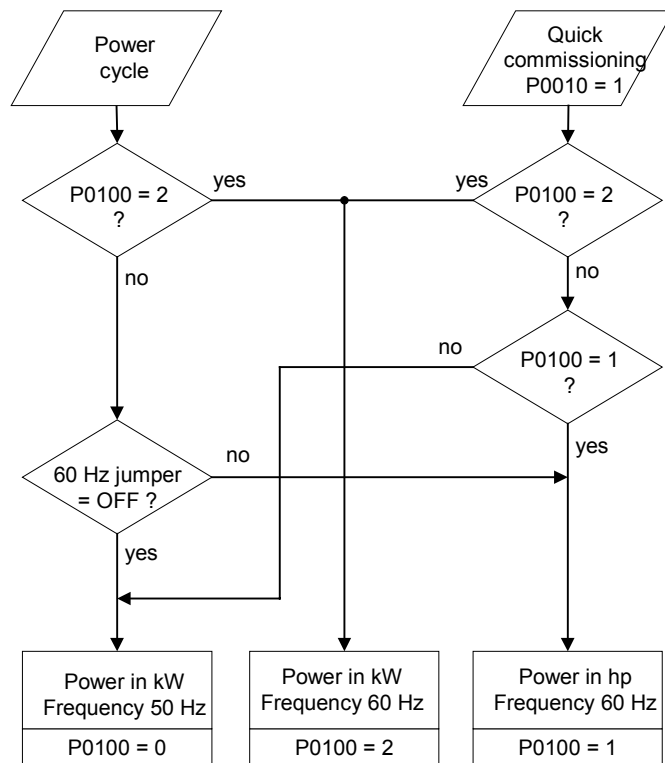 Power
cycle
Quick
commissioning
P0010 = 1
P0100 = 2
?
yes
yes
P0100 = 2
?
no
no
no
P0100 = 1
?
yes
60 Hz jumper
= OFF ?
no
yes
Power in kW
Frequency 50 Hz
P0100 = 0
Power in kW
Frequency 60 Hz
P0100 = 2
Power in hp
Frequency 60 Hz
P0100 = 1